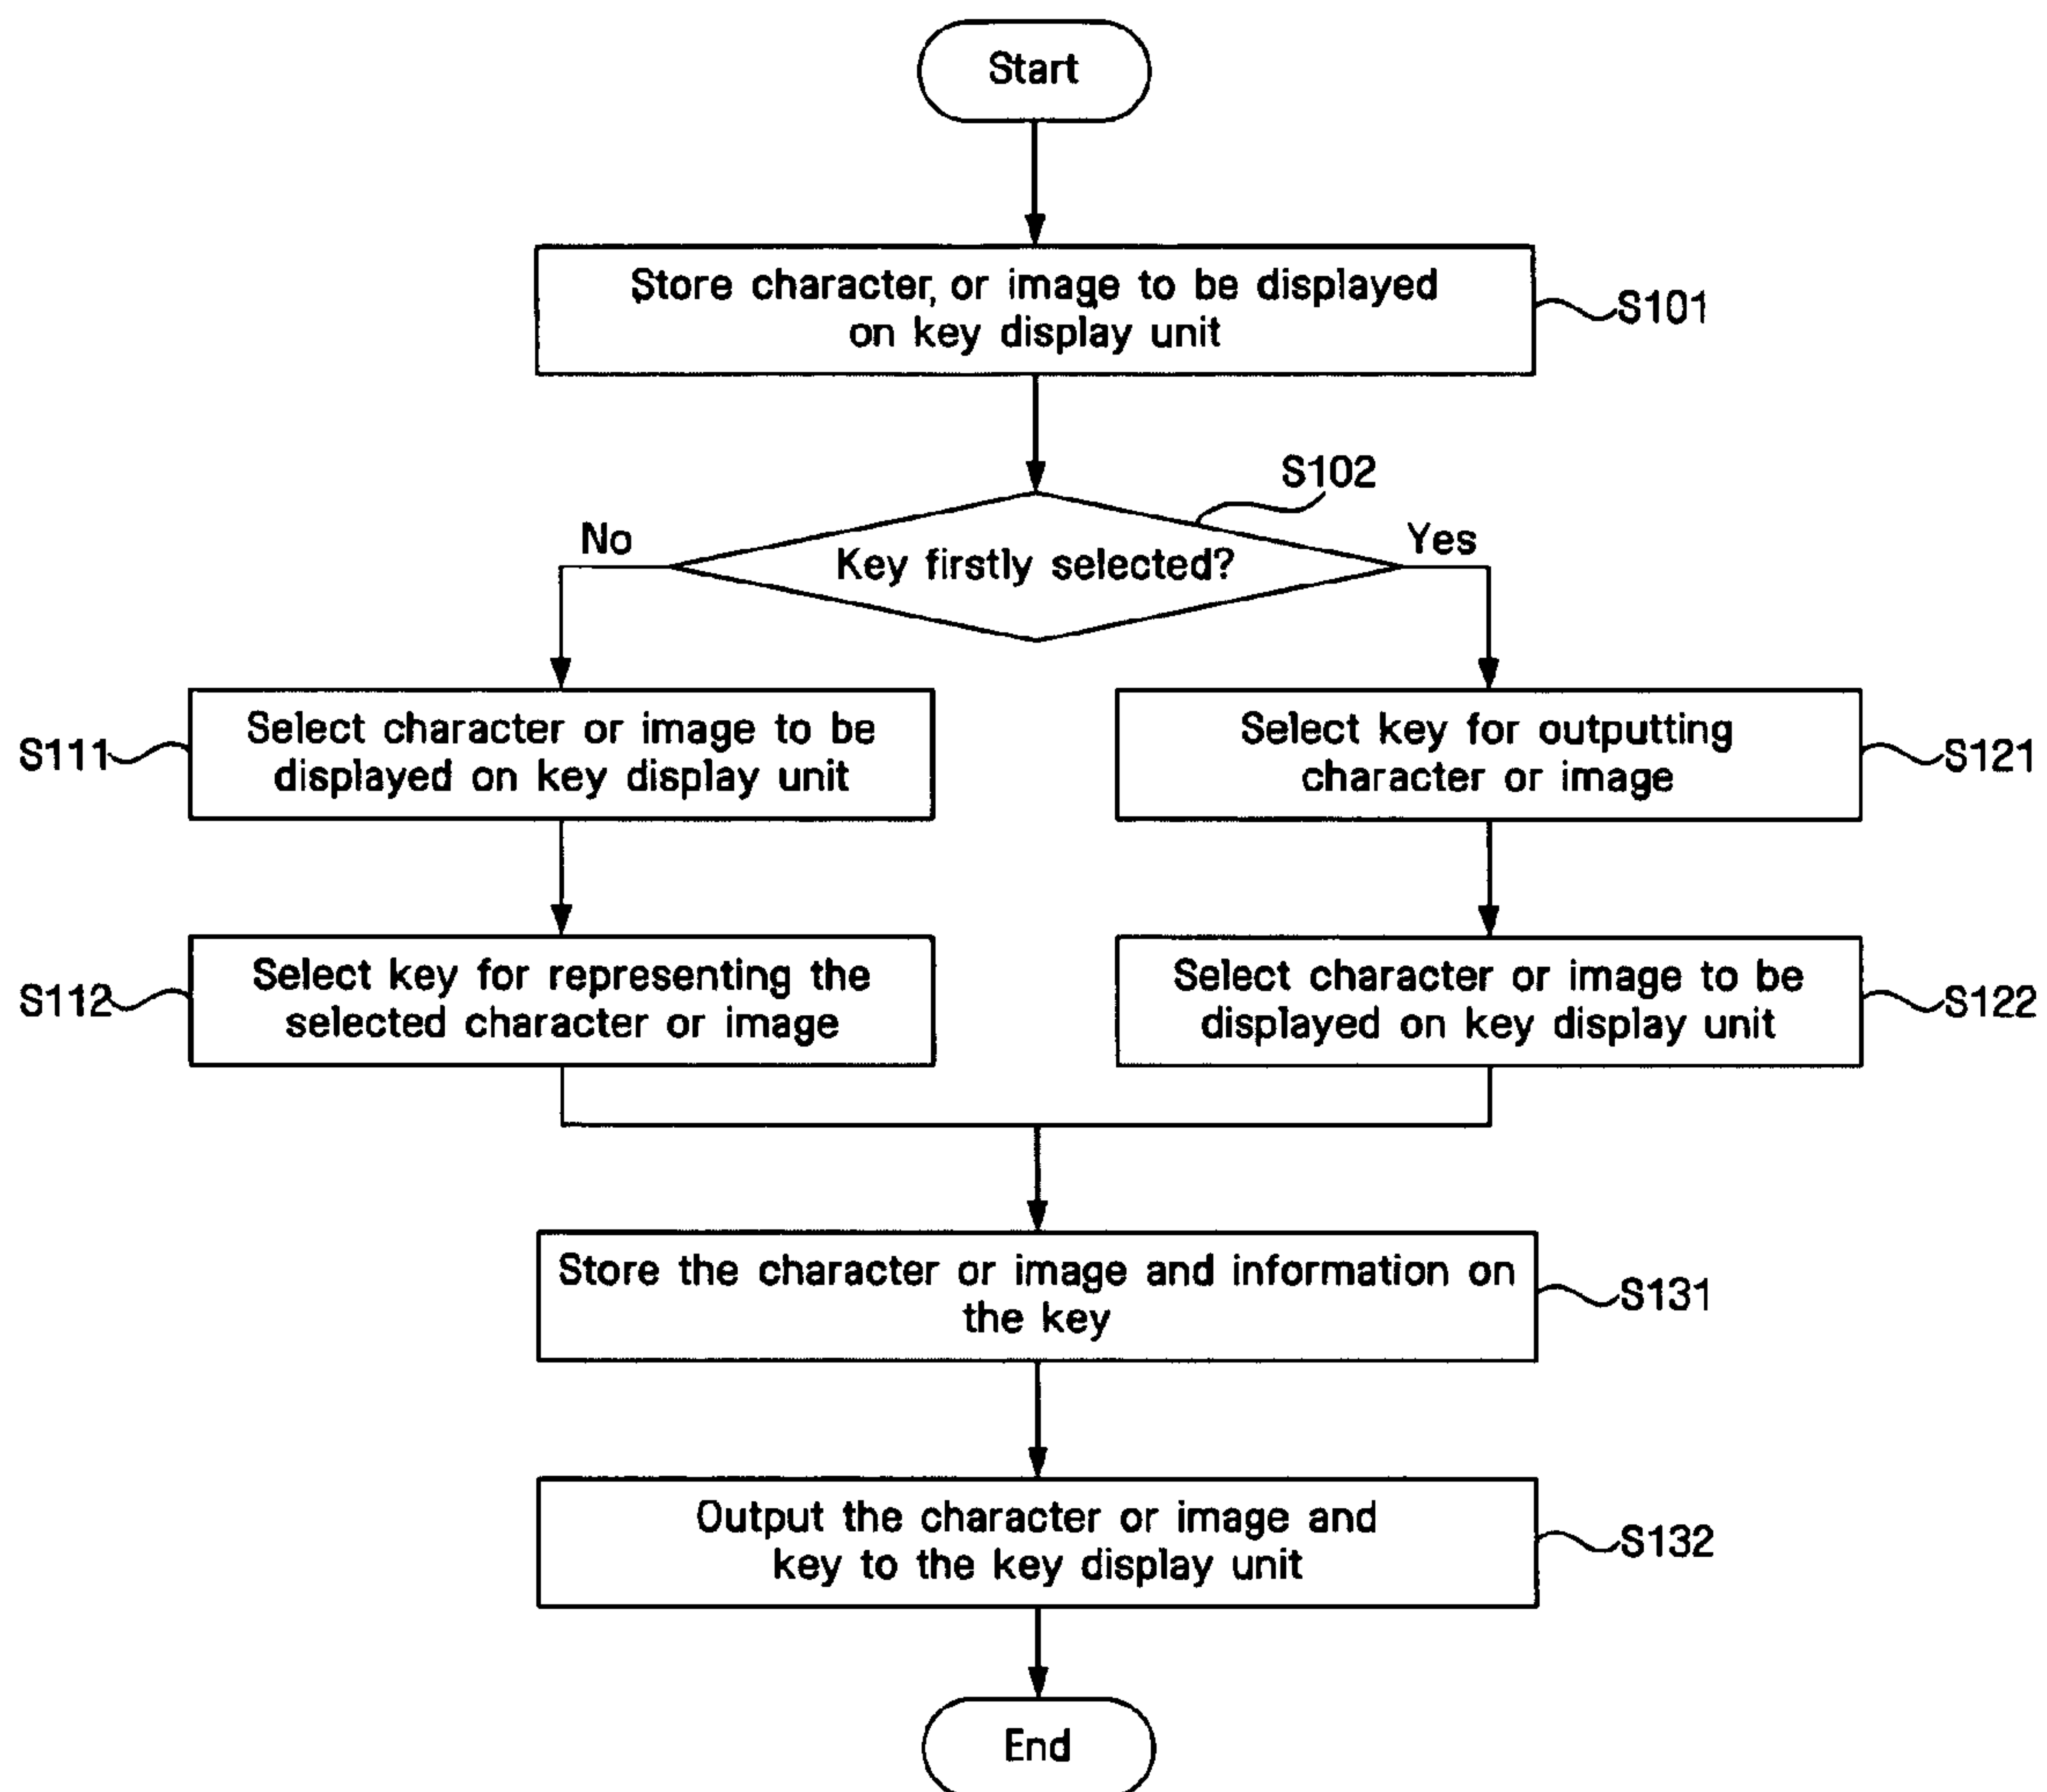 Start
Store character, or image to be displayed
on key display unit
S101
S102
No
Key firstly selected?
Yes
S111
Select character or image to be
displayed on key display unit
Select key for outputting
character or image
S121
S112
Select key for representing the
selected character or image
Select character or image to be
displayed on key display unit
S122
Store the character or image and information on
the key
S131
Output the character or image and
key to the key display unit
S132
End